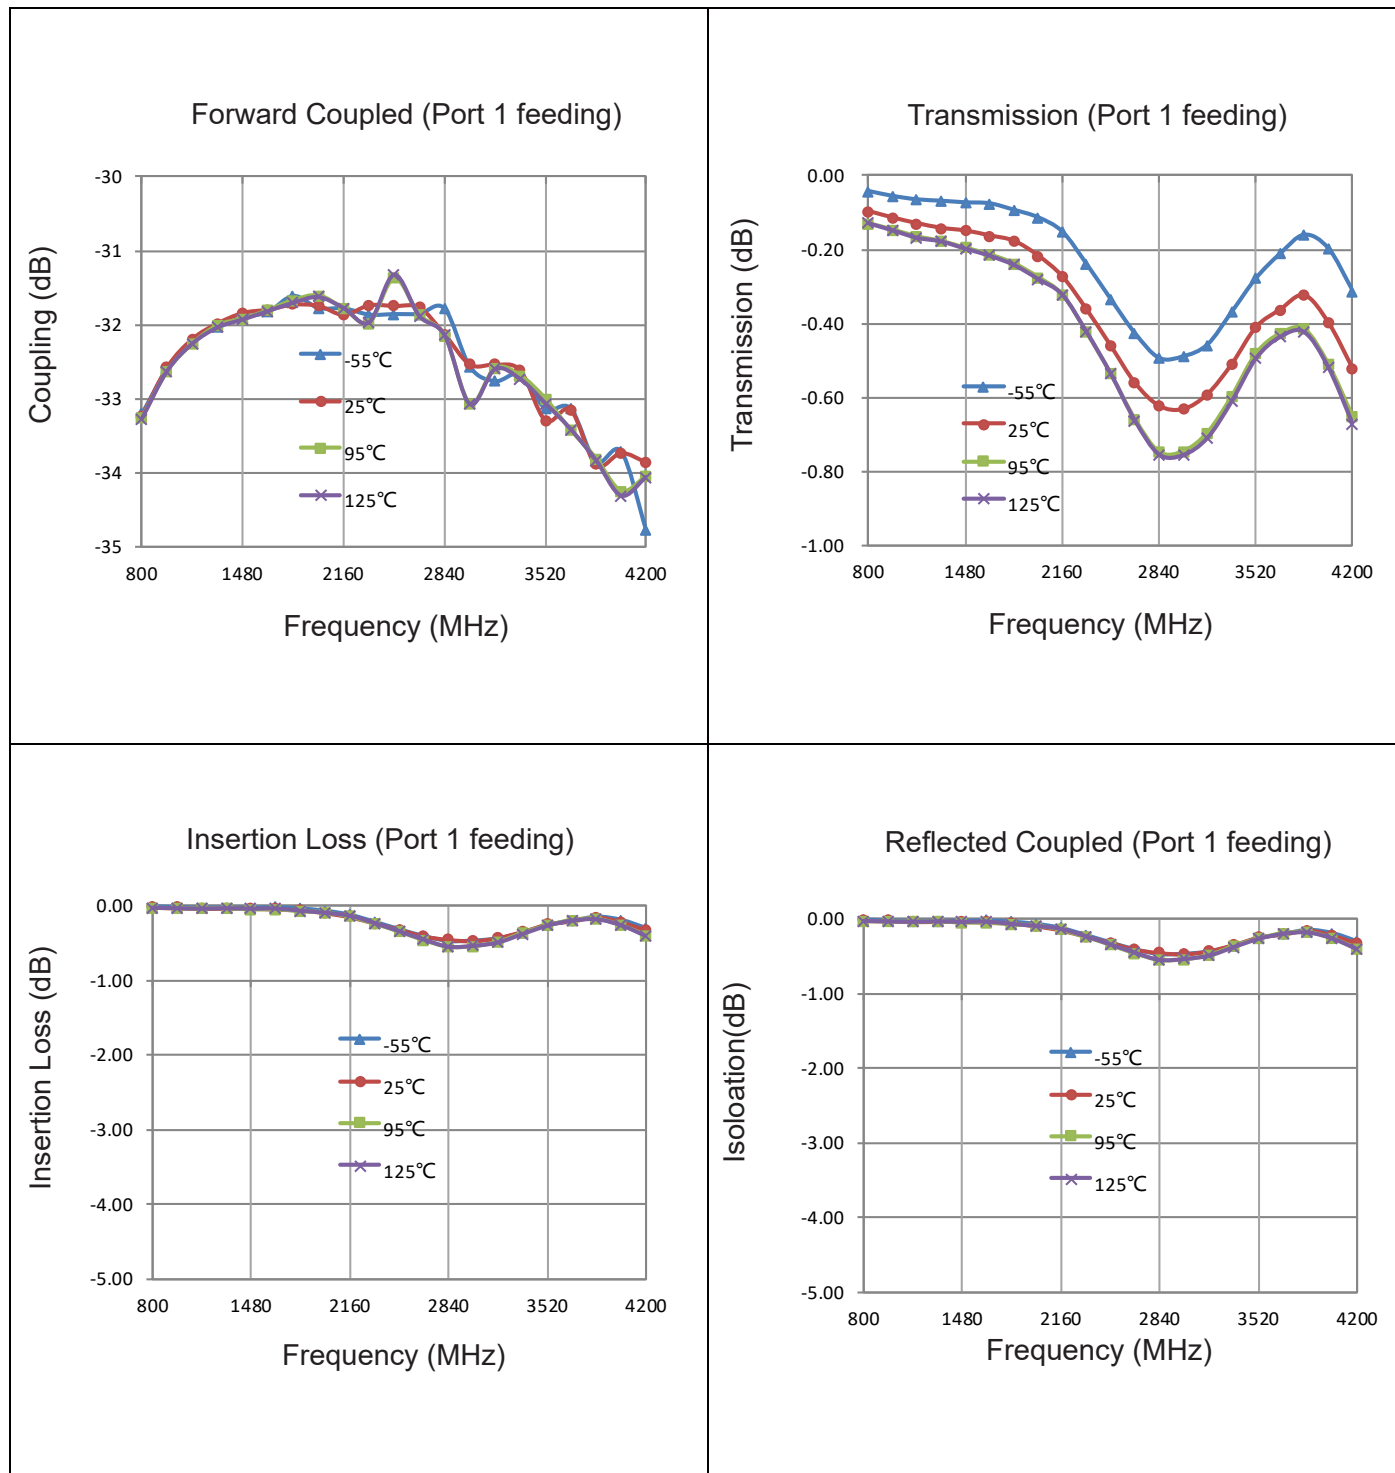 Forward Coupled (Port 1 feeding)
Coupling (dB)
-30
-31
-32
-33
-34
-35
-55℃
25℃
95℃
125℃
800 1480 2160 2840 3520 4200
Frequency (MHz)
Transmission (Port 1 feeding)
Transmission (dB)
0.00
-0.20
-0.40
-0.60
-0.80
-1.00
-55℃
25℃
95℃
125℃
800 1480 2160 2840 3520 4200
Frequency (MHz)
Insertion Loss (Port 1 feeding)
Insertion Loss (dB)
0.00
-1.00
-2.00
-3.00
-4.00
-5.00
-55℃
25℃
95℃
125℃
800 1480 2160 2840 3520 4200
Frequency (MHz)
Reflected Coupled (Port 1 feeding)
Isoloation(dB)
0.00
-1.00
-2.00
-3.00
-4.00
-5.00
-55℃
25℃
95℃
125℃
800 1480 2160 2840 3520 4200
Frequency (MHz)